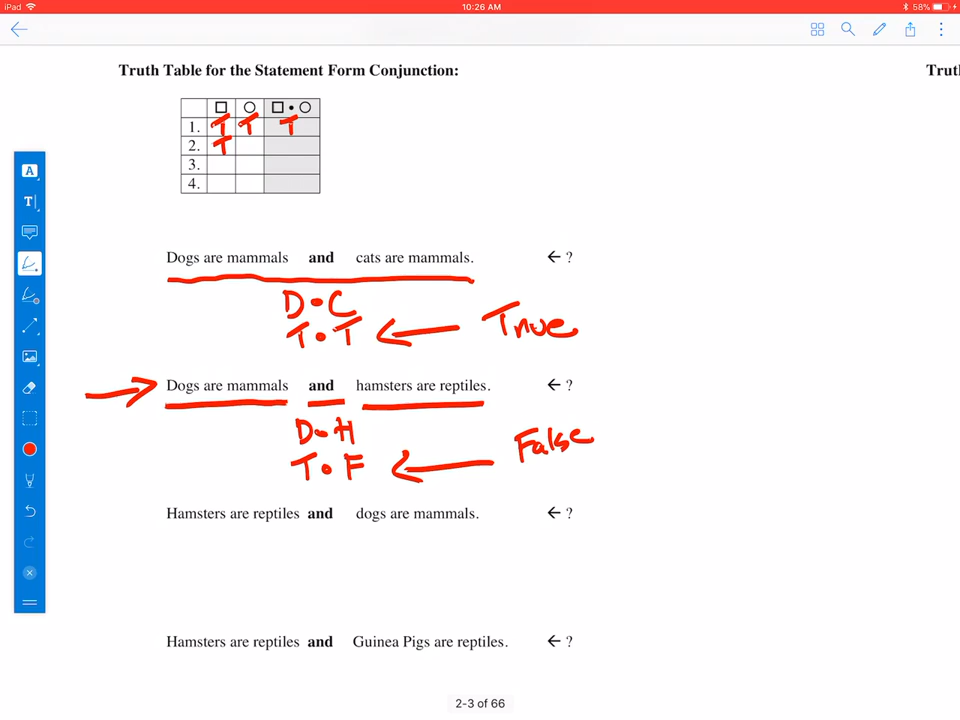 iPad 10:26 AM 58%
Truth Table for the Statement Form Conjunction: Trutl
□ ○ □ • ○
1. T T T
2. T
3.
4.
A
T
Dogs are mammals and cats are mammals. ← ?
D • C
T • T ← True
→ Dogs are mammals and hamsters are reptiles. ← ?
D • H
T • F ← False
Hamsters are reptiles and dogs are mammals. ← ?
Hamsters are reptiles and Guinea Pigs are reptiles. ← ?
2-3 of 66